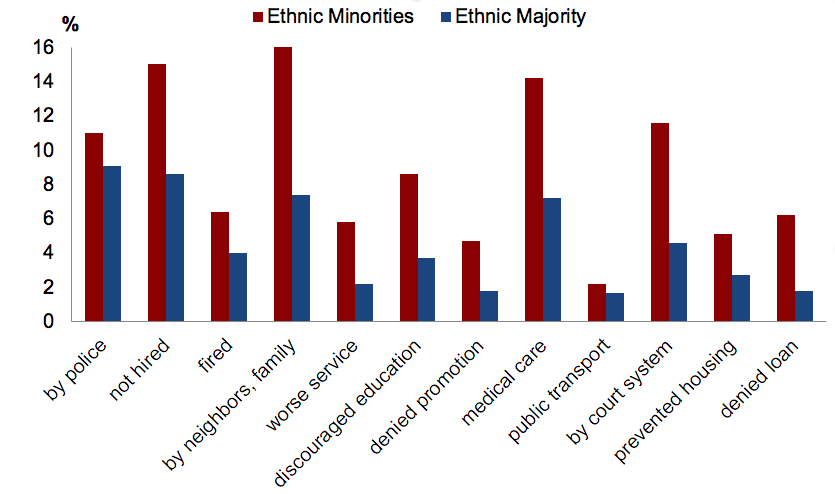 %
Ethnic Minorities Ethnic Majority
16
14
12
10
8
6
4
2
0
by police
not hired
fired
by neighbors, family
worse service
discouraged education
denied promotion
medical care
public transport
by court system
prevented housing
denied loan